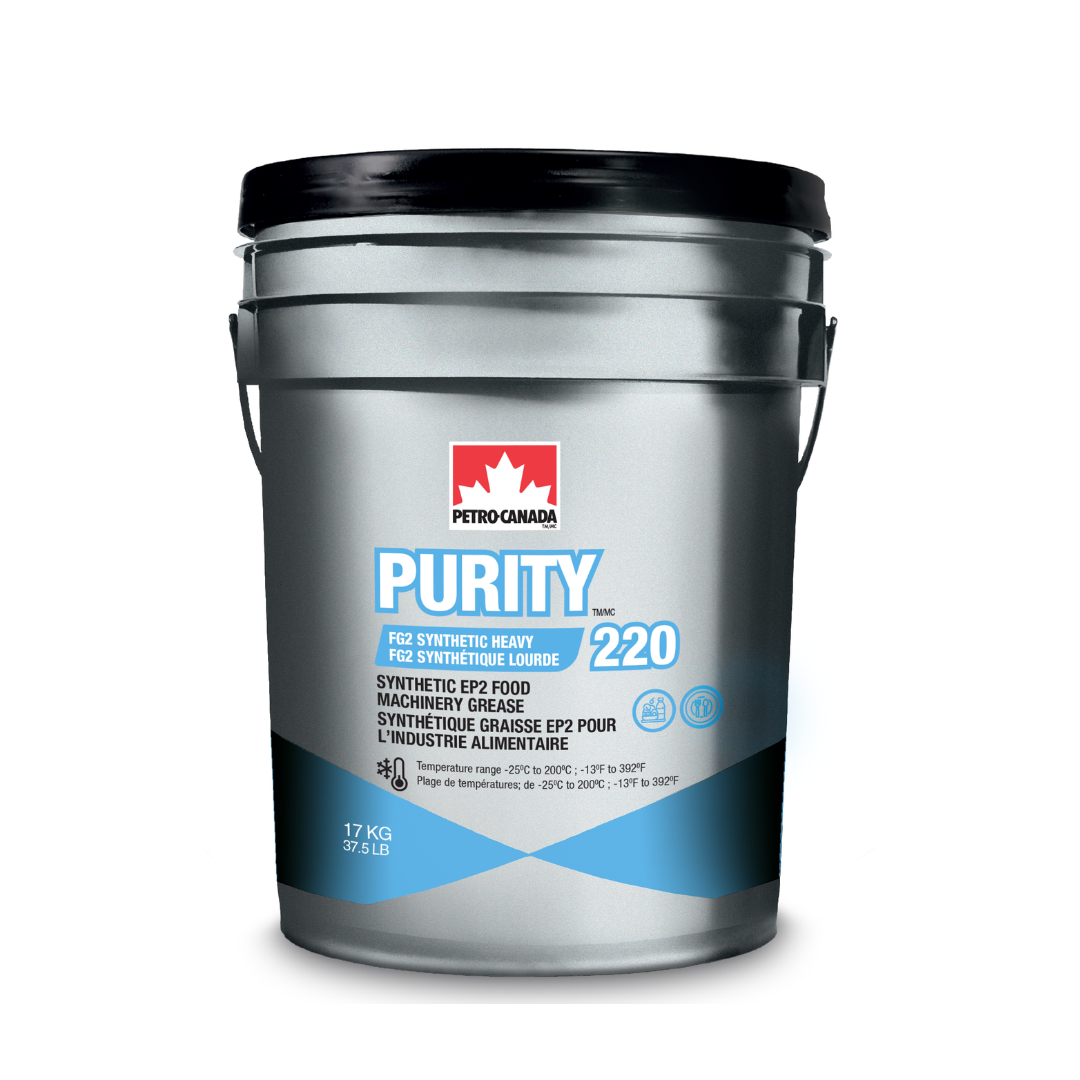 PETRO-CANADA
TM/MC
PURITY
TM/MC
FG2 SYNTHETIC HEAVY
FG2 SYNTHÉTIQUE LOURDE
220
SYNTHETIC EP2 FOOD
MACHINERY GREASE
SYNTHÉTIQUE GRAISSE EP2 POUR
L'INDUSTRIE ALIMENTAIRE
Temperature range -25ºC to 200ºC ; -13ºF to 392ºF
Plage de températures; de -25ºC to 200ºC ; -13ºF to 392ºF
17 KG
37.5 LB